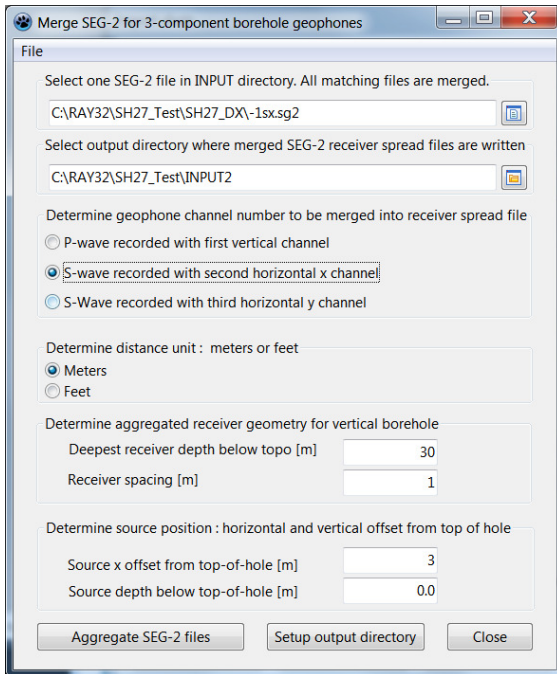 Merge SEG-2 for 3-component borehole geophones
File
Select one SEG-2 file in INPUT directory. All matching files are merged.
C:\RAY32\SH27_Test\SH27_DX\-1sx.sg2
Select output directory where merged SEG-2 receiver spread files are written
C:\RAY32\SH27_Test\INPUT2
Determine geophone channel number to be merged into receiver spread file
P-wave recorded with first vertical channel
S-wave recorded with second horizontal x channel
S-Wave recorded with third horizontal y channel
Determine distance unit : meters or feet
Meters
Feet
Determine aggregated receiver geometry for vertical borehole
Deepest receiver depth below topo [m] 30
Receiver spacing [m] 1
Determine source position : horizontal and vertical offset from top of hole
Source x offset from top-of-hole [m] 3
Source depth below top-of-hole [m] 0.0
Aggregate SEG-2 files Setup output directory Close